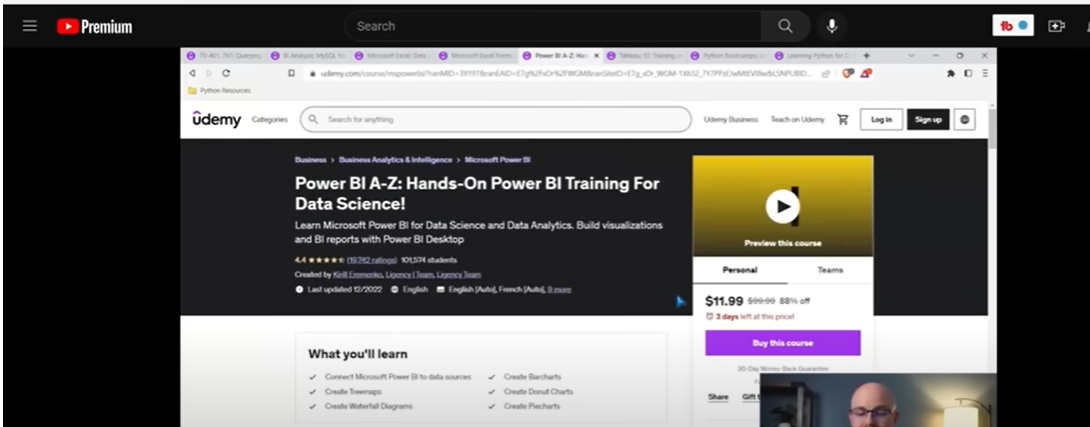 Premium
Search
Python Resources
udemy
Categories
Search for anything
Udemy Business
Teach on Udemy
Log in
Sign up
Business > Business Analytics & Intelligence > Microsoft Power BI
Power BI A-Z: Hands-On Power BI Training For
Data Science!
Learn Microsoft Power BI for Data Science and Data Analytics. Build visualizations
and BI reports with Power BI Desktop
4.4 (19,742 ratings) 101,574 students
Created by Kirill Eremenko, Ligency I Team, Ligency Team
Last updated 12/2022 English English [Auto], French [Auto], 9 more
Preview this course
Personal
Teams
$11.99 $99.99 88% off
3 days left at this price!
Buy this course
30-Day Money-Back Guarantee
Share
What you'll learn
Connect Microsoft Power BI to data sources
Create Barcharts
Create Treemaps
Create Donut Charts
Create Waterfall Diagrams
Create Piecharts